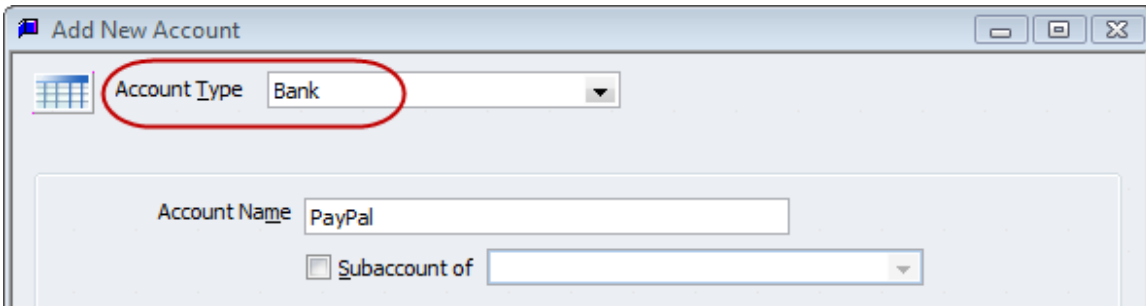 Add New Account
Account Type Bank
Account Name PayPal
Subaccount of